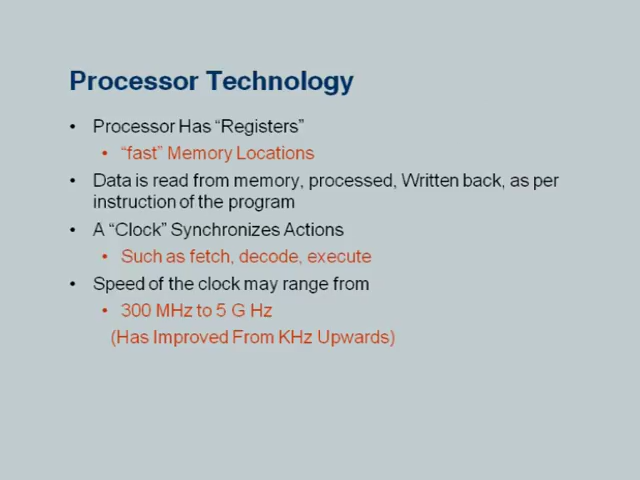 Processor Technology
• Processor Has “Registers”
• “fast” Memory Locations
• Data is read from memory, processed, Written back, as per
instruction of the program
• A “Clock” Synchronizes Actions
• Such as fetch, decode, execute
• Speed of the clock may range from
• 300 MHz to 5 G Hz
(Has Improved From KHz Upwards)